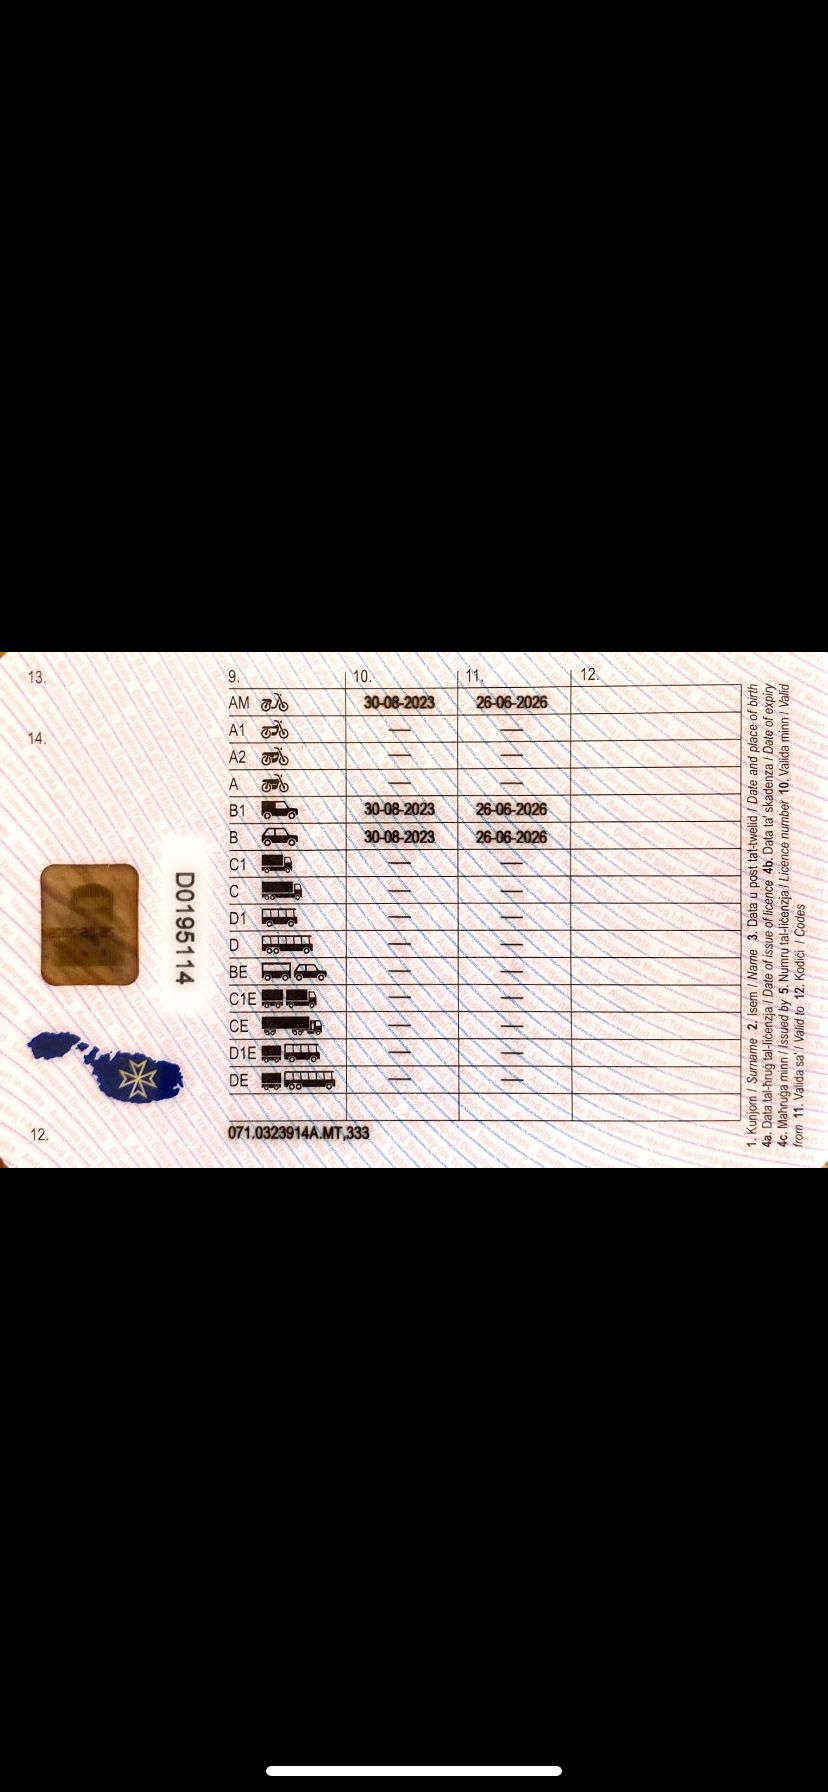 13.
14.
D0195114
12.
9. 10. 11. 12.
AM 30-08-2023 26-06-2026
A1 — —
A2 — —
A — —
B1 30-08-2023 26-06-2026
B 30-08-2023 26-06-2026
C1 — —
C — —
D1 — —
D — —
BE — —
C1E — —
CE — —
D1E — —
DE — —
071.0323914A.MT,333
1. Kunjom / Surname 2. Isem / Name 3. Data u post tat-twelid / Date and place of birth
4a. Data tal-ħruġ tal-liċenzja / Date of issue of licence 4b. Data ta' skadenza / Date of expiry
4c. Maħruġa minn / Issued by 5. Numru tal-liċenzja / Licence number 10. Valida minn / Valid
from 11. Valida sa' / Valid to 12. Kodiċi / Codes